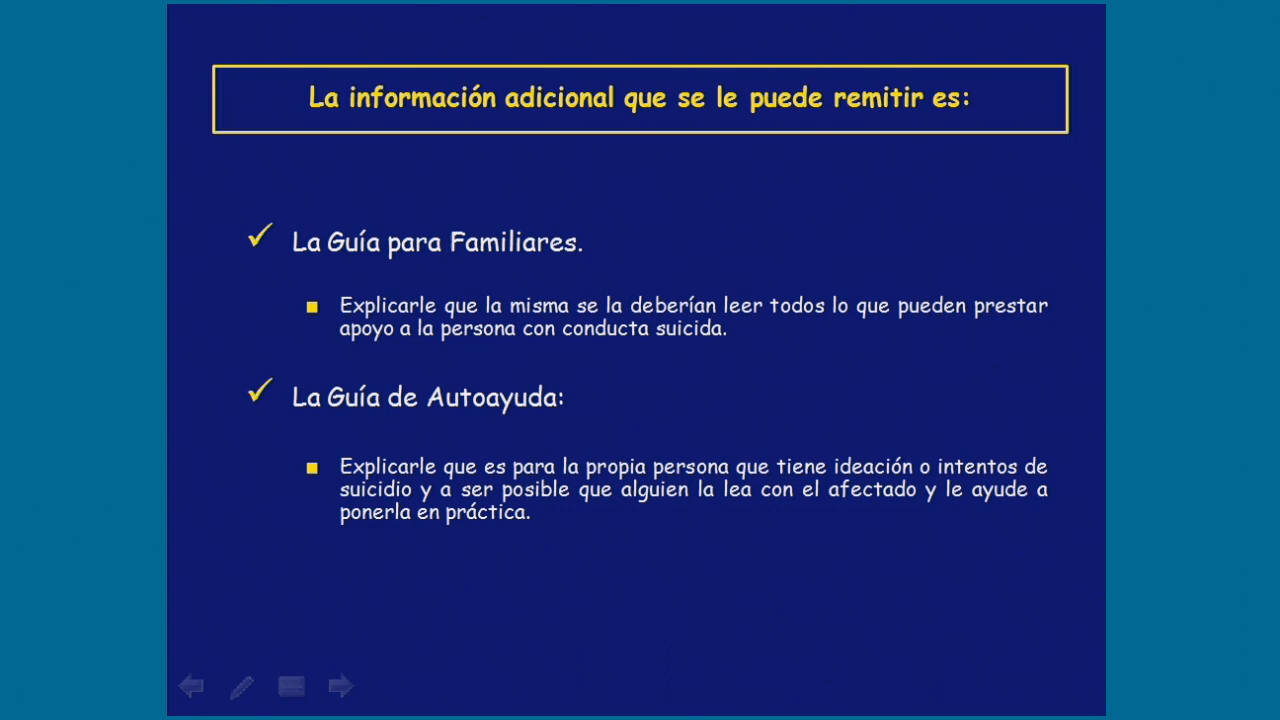 La información adicional que se le puede remitir es:
La Guía para Familiares.
Explicarle que la misma se la deberían leer todos lo que pueden prestar
apoyo a la persona con conducta suicida.
La Guía de Autoayuda:
Explicarle que es para la propia persona que tiene ideación o intentos de
suicidio y a ser posible que alguien la lea con el afectado y le ayude a
ponerla en práctica.